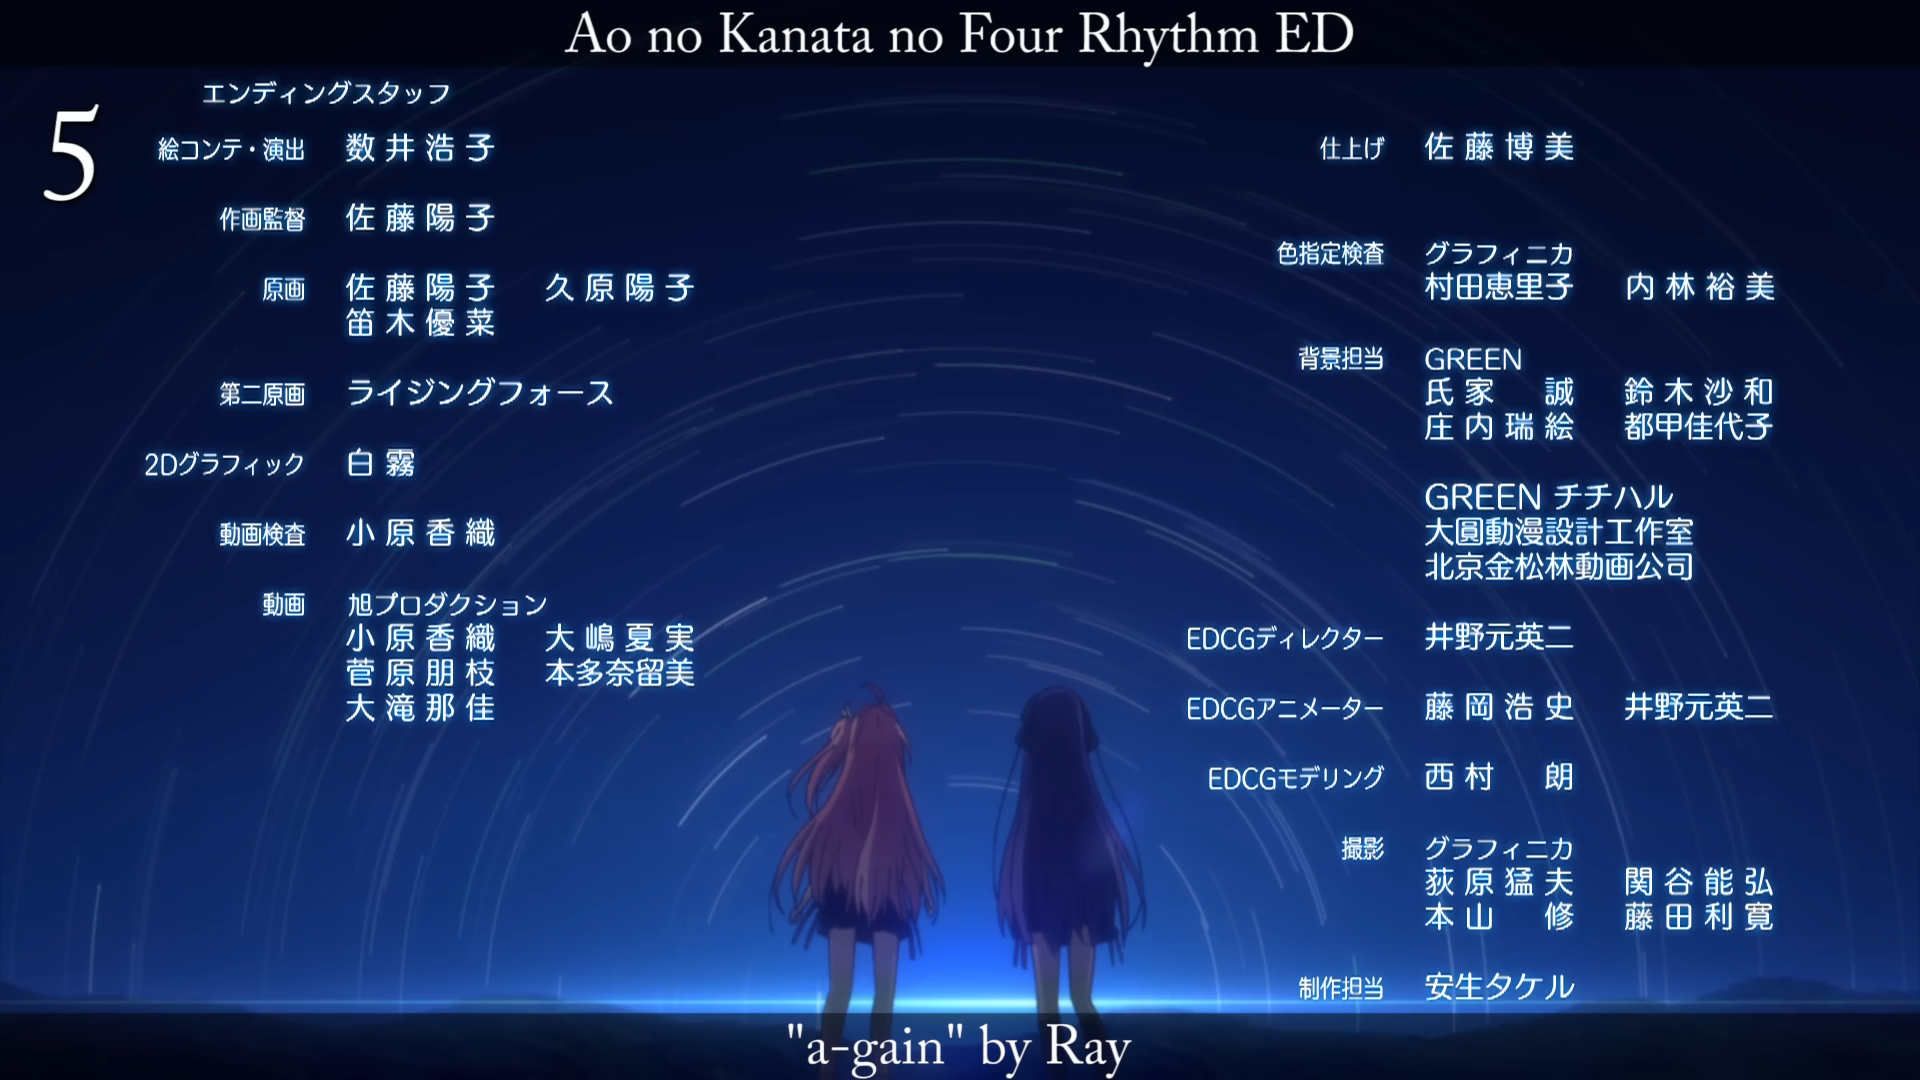 Ao no Kanata no Four Rhythm ED
5
エンディングスタッフ
絵コンテ・演出 数井浩子
作画監督 佐藤陽子
原画 佐藤陽子 久原陽子
笛木優菜
第二原画 ライジングフォース
2Dグラフィック 白霧
動画検査 小原香織
動画 旭プロダクション
小原香織 大嶋夏実
菅原朋枝 本多奈留美
大滝那佳
仕上げ 佐藤博美
色指定検査 グラフィニカ
村田恵里子 内林裕美
背景担当 GREEN
氏家 誠 鈴木沙和
庄内瑞絵 都甲佳代子
GREEN チチハル
大圓動漫設計工作室
北京金松林動画公司
EDCGディレクター 井野元英二
EDCGアニメーター 藤岡浩史 井野元英二
EDCGモデリング 西村 朗
撮影 グラフィニカ
荻原猛夫 関谷能弘
本山 修 藤田利寛
制作担当 安生タケル
"a-gain" by Ray